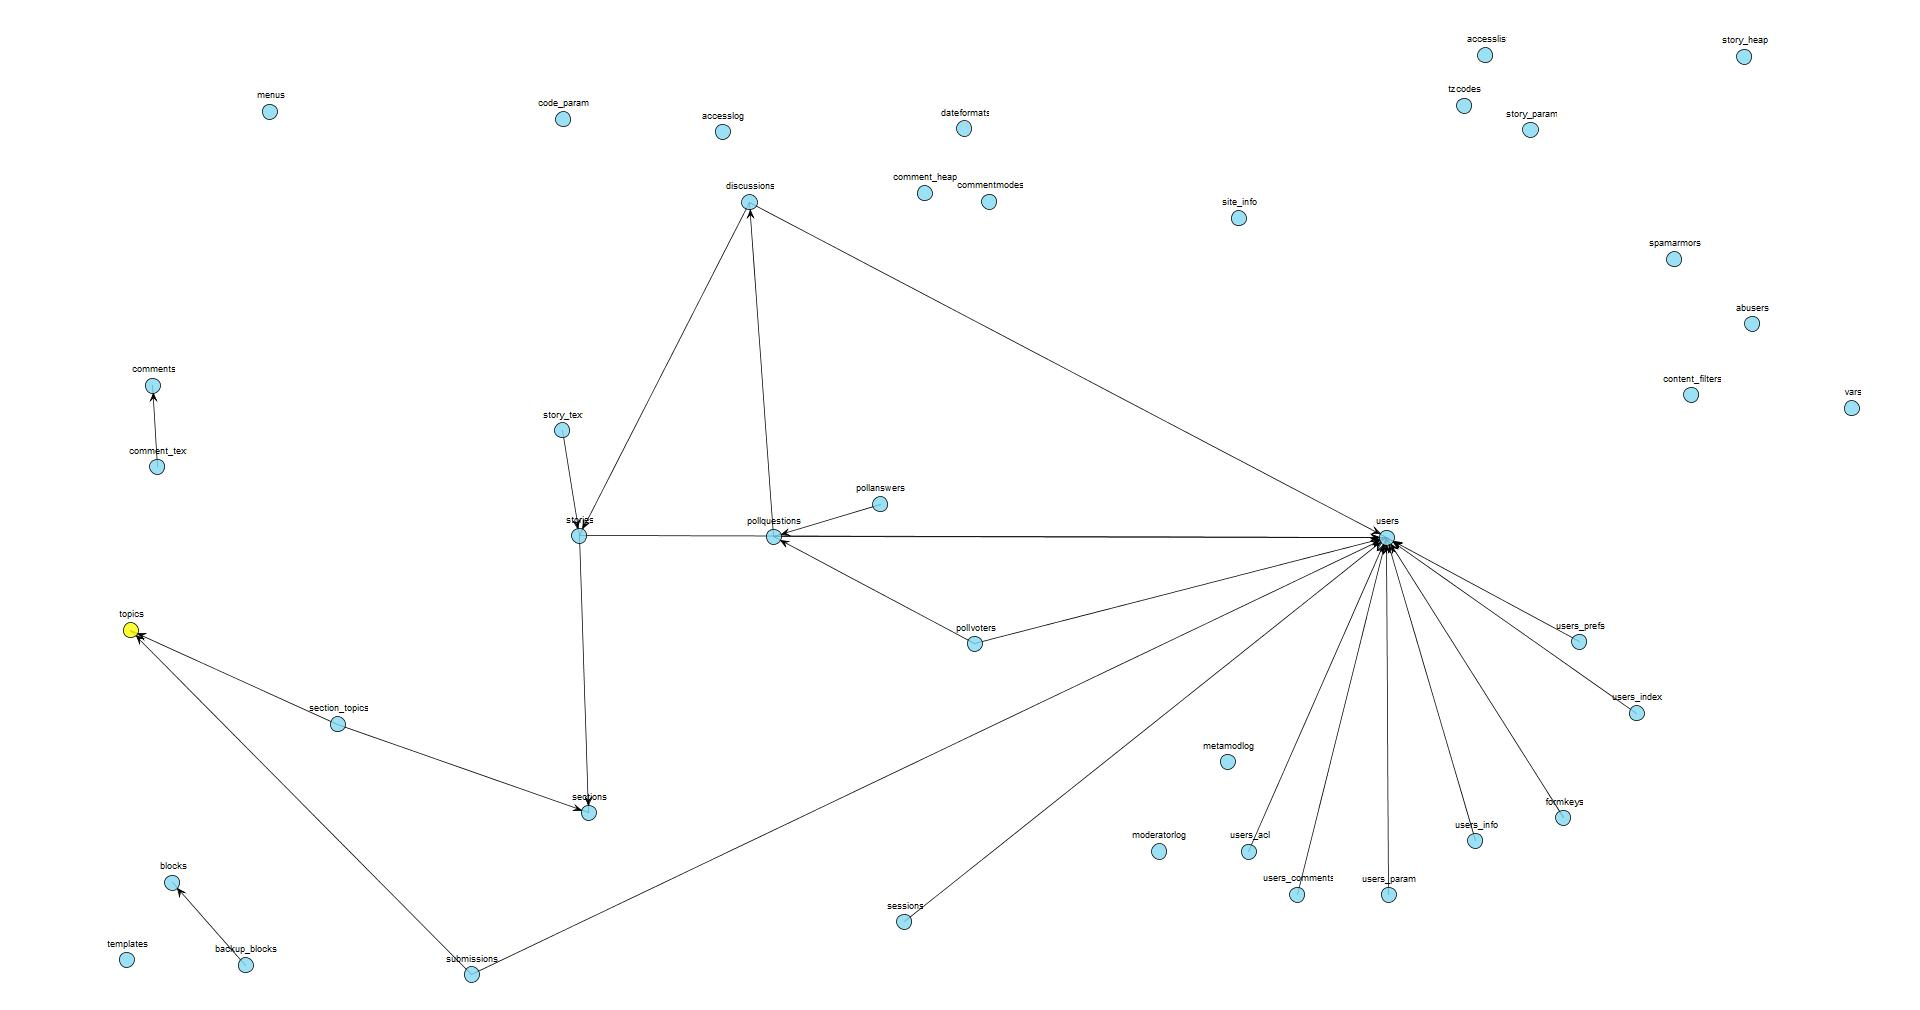 accesslis
story_heap
menus
code_param
tzcodes
accesslog
dateformats
story_param
discussions
comment_heap
commentmodes
site_info
spamarmors
abusers
comments
content_filters
vars
story_tex
comment_tex
pollanswers
stories
pollquestions
users
topics
pollvoters
users_prefs
users_index
section_topics
metamodlog
sections
formkeys
users_info
moderatorlog
users_acl
blocks
users_comments
users_param
sessions
templates
backup_blocks
submissions